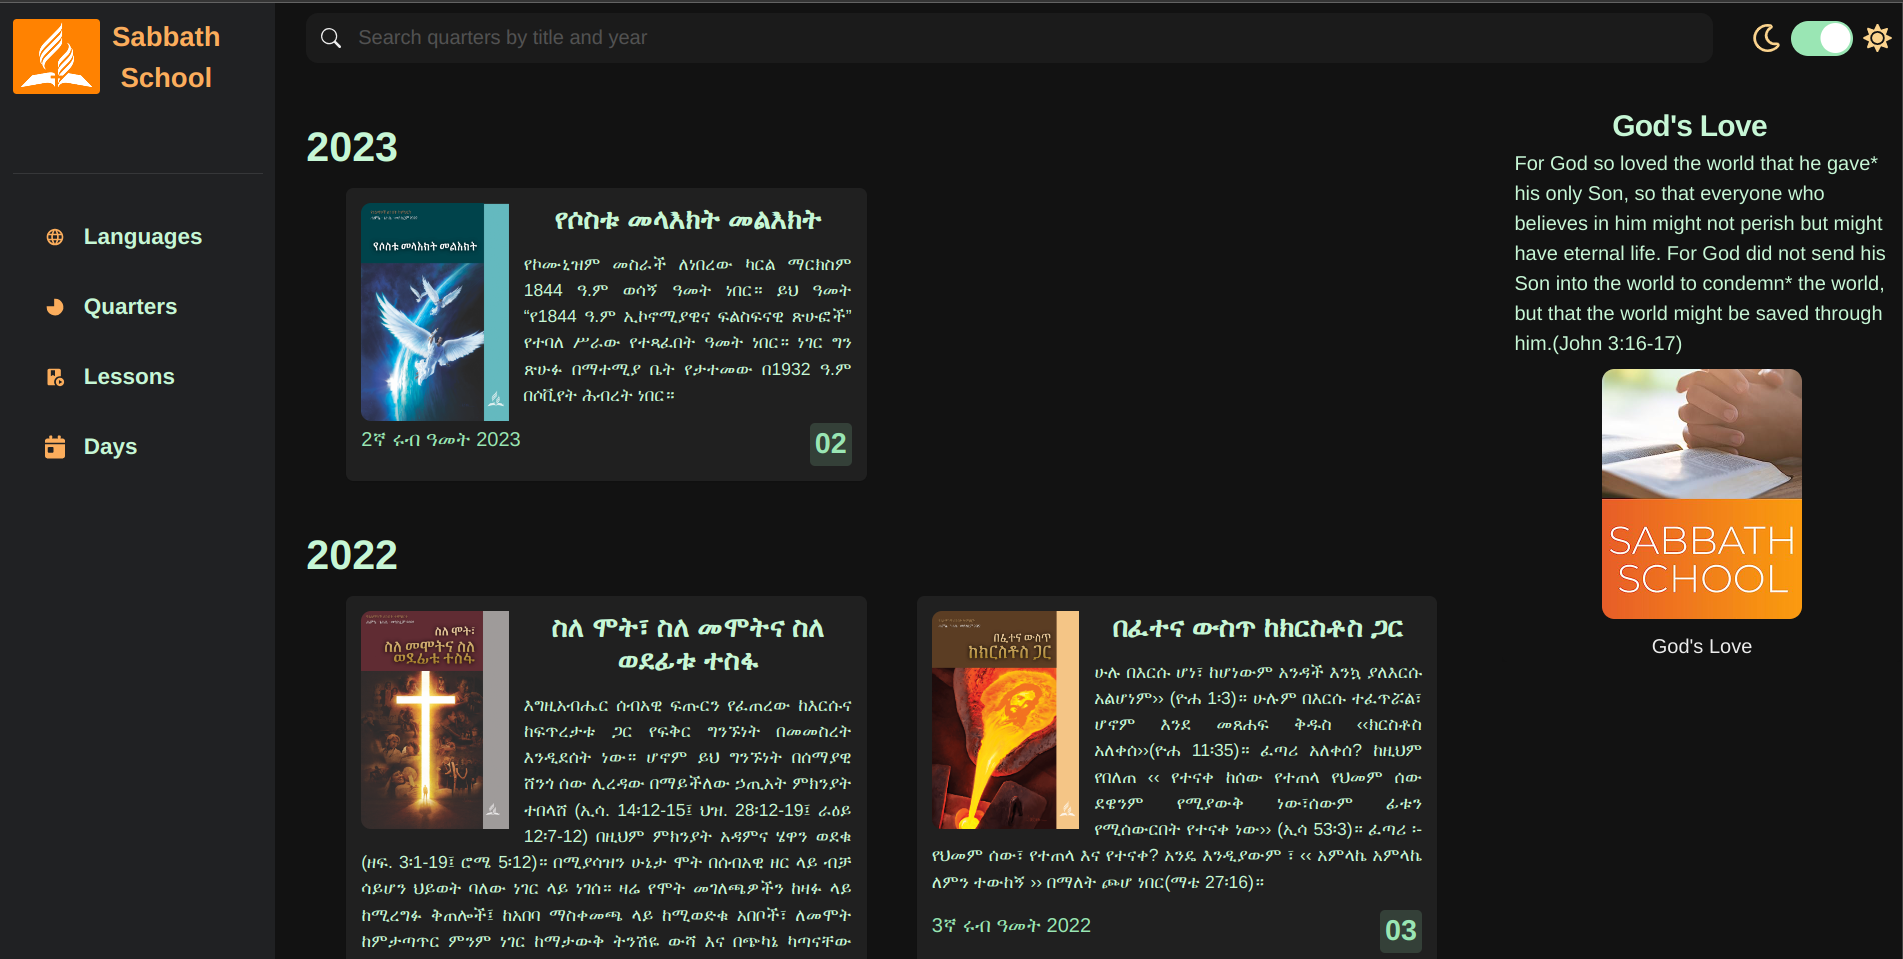 Sabbath
School
Search quarters by title and year
Languages
Quarters
Lessons
Days
2023
የሶስቱ መላእክት መልእክት
የሶስቱ መላእክት መልእክት
የኮሙኒዝም መስራች ለነበረው ካርል ማርክስም
1844 ዓ.ም ወሳኝ ዓመት ነበር። ይህ ዓመት
“የ1844 ዓ.ም ኢኮኖሚያዊና ፍልስፍናዊ ጽሁፎች”
የተባለ ሥራው የተጻፈበት ዓመት ነበር። ነገር ግን
ጽሁፉ በማተሚያ ቤት የታተመው በ1932 ዓ.ም
በሶቪየት ሕብረት ነበር።
2ኛ ሩብ ዓመት 2023
02
2022
ስለ ሞት፣
ስለ መሞትና ስለ
ወደፊቱ ተስፋ
ስለ ሞት፣ ስለ መሞትና ስለ
ወደፊቱ ተስፋ
እግዚአብሔር ሰብአዊ ፍጡርን የፈጠረው ከእርሱና
ከፍጥረታቱ ጋር የፍቅር ግንኙነት በመመስረት
እንዲደሰት ነው። ሆኖም ይህ ግንኙነት በሰማያዊ
ሸንጎ ሰው ሊረዳው በማይችለው ኃጢአት ምክንያት
ተበላሸ (ኢሳ. 14፡12-15፤ ህዝ. 28፡12-19፤ ራዕይ
12፡7-12) በዚህም ምክንያት አዳምና ሄዋን ወደቁ
(ዘፍ. 3፡1-19፤ ሮሜ 5፡12)። በሚያሳዝን ሁኔታ ሞት በሰብአዊ ዘር ላይ ብቻ
ሳይሆን ህይወት ባለው ነገር ላይ ነገሰ። ዛሬ የሞት መገለጫዎችን ከዛፉ ላይ
ከሚረግፉ ቅጠሎች፤ ከአበባ ማስቀመጫ ላይ ከሚወድቁ አበቦች፣ ለመሞት
ከምታጣጥር ምንም ነገር ከማታውቅ ትንሽዬ ውሻ እና በጭካኔ ካጣናቸው
በፈተና ውስጥ
ከክርስቶስ ጋር
በፈተና ውስጥ ከክርስቶስ ጋር
ሁሉ በእርሱ ሆነ፣ ከሆነውም አንዳች እንኳ ያለእርሱ
አልሆነም›› (ዮሐ 1:3)። ሁሉም በእርሱ ተፈጥሯል፣
ሆኖም እንደ መጸሐፍ ቅዱስ ‹‹ክርስቶስ
አለቀሰ››(ዮሐ 11፡35)። ፈጣሪ አለቀሰ? ከዚህም
የበለጠ ‹‹ የተናቀ ከሰው የተጠላ የህመም ሰው
ደዌንም የሚያውቅ ነው፣ሰውም ፊቱን
የሚሰውርበት የተናቀ ነው›› (ኢሳ 53፡3)። ፈጣሪ ፡-
የህመም ሰው፣ የተጠላ እና የተናቀ? አንዴ እንዲያውም ፣ ‹‹ አምላኬ አምላኬ
ለምን ተውከኝ ›› በማለት ጮሆ ነበር(ማቴ 27፡16)።
3ኛ ሩብ ዓመት 2022
03
God's Love
For God so loved the world that he gave*
his only Son, so that everyone who
believes in him might not perish but might
have eternal life. For God did not send his
Son into the world to condemn* the world,
but that the world might be saved through
him.(John 3:16-17)
SABBATH
SCHOOL
God's Love